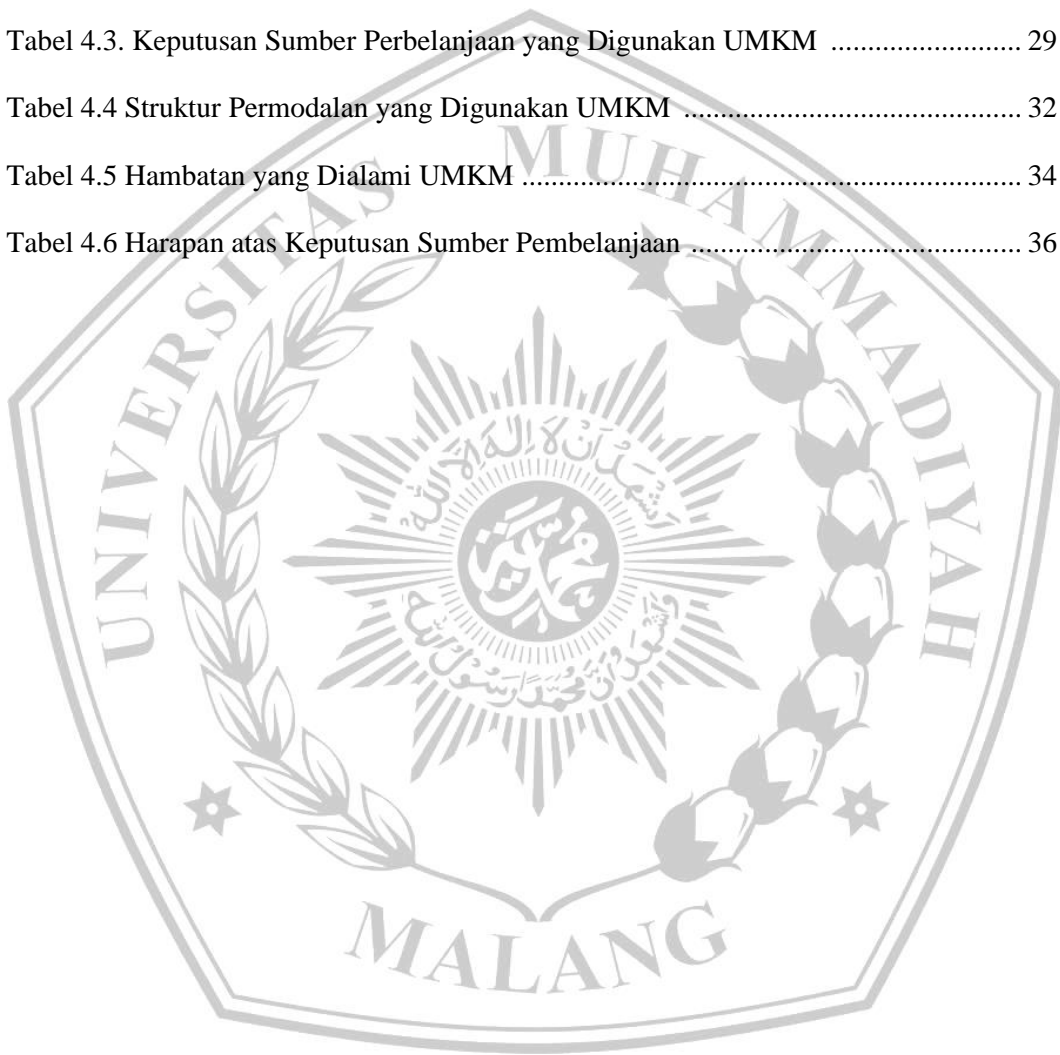 Tabel 4.3. Keputusan Sumber Perbelanjaan yang Digunakan UMKM ........................... 29
Tabel 4.4 Struktur Permodalan yang Digunakan UMKM ................................................ 32
Tabel 4.5 Hambatan yang Dialami UMKM ....................................................................... 34
Tabel 4.6 Harapan atas Keputusan Sumber Pembelanjaan ............................................... 36
UNIVERSITAS MUHAMMADIYAH
MALANG